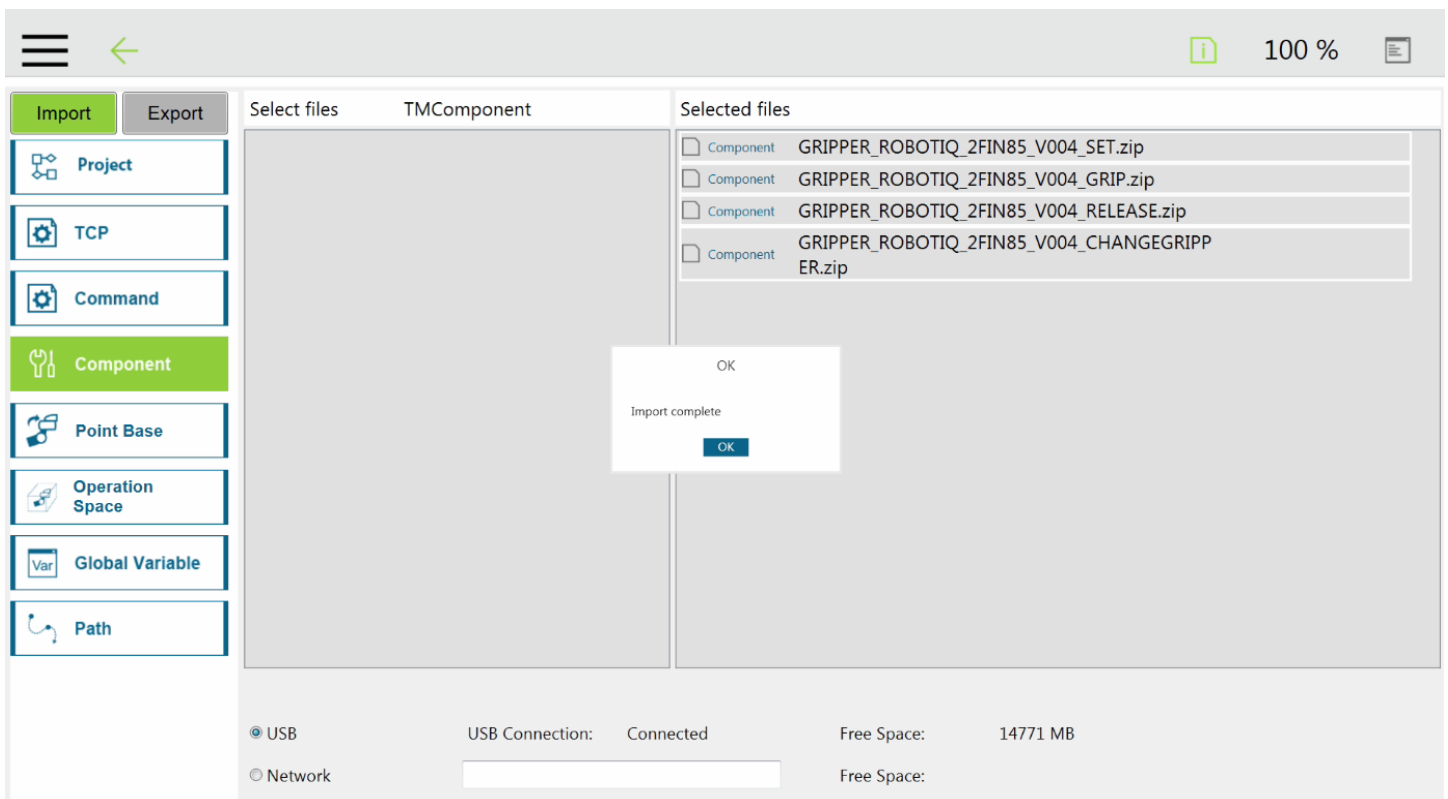 100 %
Import
Export
Select files
TMComponent
Selected files
Project
TCP
Command
Component
Point Base
Operation
Space
Var
Global Variable
Path
Component GRIPPER_ROBOTIQ_2FIN85_V004_SET.zip
Component GRIPPER_ROBOTIQ_2FIN85_V004_GRIP.zip
Component GRIPPER_ROBOTIQ_2FIN85_V004_RELEASE.zip
Component GRIPPER_ROBOTIQ_2FIN85_V004_CHANGEGRIPP
ER.zip
OK
Import complete
OK
USB
USB Connection:
Connected
Free Space:
14771 MB
Network
Free Space: